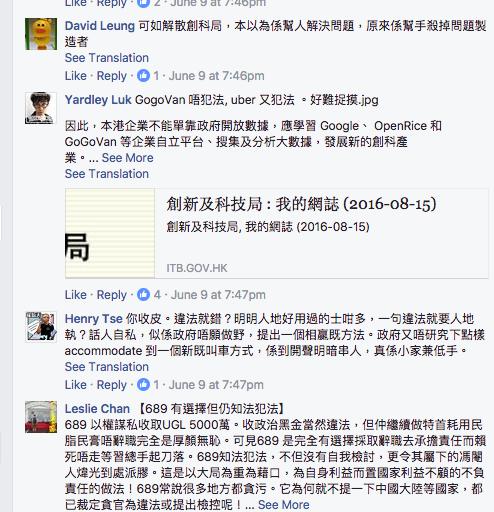 Like · Reply · 2 · June 9 at 7:46pm
David Leung 可如解散創科局，本以為係幫人解決問題，原來係幫手殺掉問題製
造者
See Translation
Like · Reply · 1 · June 9 at 7:46pm
Yardley Luk GogoVan 唔犯法, uber 又犯法 。好難捉摸.jpg
因此，本港企業不能單靠政府開放數據，應學習 Google、 OpenRice 和
GoGoVan 等企業自立平台、搜集及分析大數據，發展新的創科產
業。... See More
See Translation
局
創新及科技局 : 我的網誌 (2016-08-15)
創新及科技局, 我的網誌 (2016-08-15)
ITB.GOV.HK
Like · Reply · 4 · June 9 at 7:47pm
Henry Tse 你收皮。違法就錯？明明人地好用過的士咁多，一句違法就要人地
執？話人自私，似係政府唔願做野，提出一個相贏既方法。政府又唔研究下點樣
accommodate 到一個新既叫車方式，係到開聲明暗串人，真係小家兼低手。
See Translation
Like · Reply · 1 · June 9 at 7:47pm
Leslie Chan 【689 有選擇但仍知法犯法】
689 以權謀私收取UGL 5000萬。收政治黑金當然違法，但仲繼續做特首耗用民
脂民膏唔辭職完全是厚顏無恥。可見689 是完全有選擇採取辭職去承擔責任而賴
死唔走等習總手起刀落。689知法犯法，不但沒有自我檢討，更令其屬下的馮閹
人煒光到處派膠。這是以大局為重為藉口，為自身利益而置國家利益不顧的不負
責任的做法！689常說很多地方都貪污。它為何就不提一下中國大陸等國家，都
已裁定貪官為違法或提出檢控呢！... See More